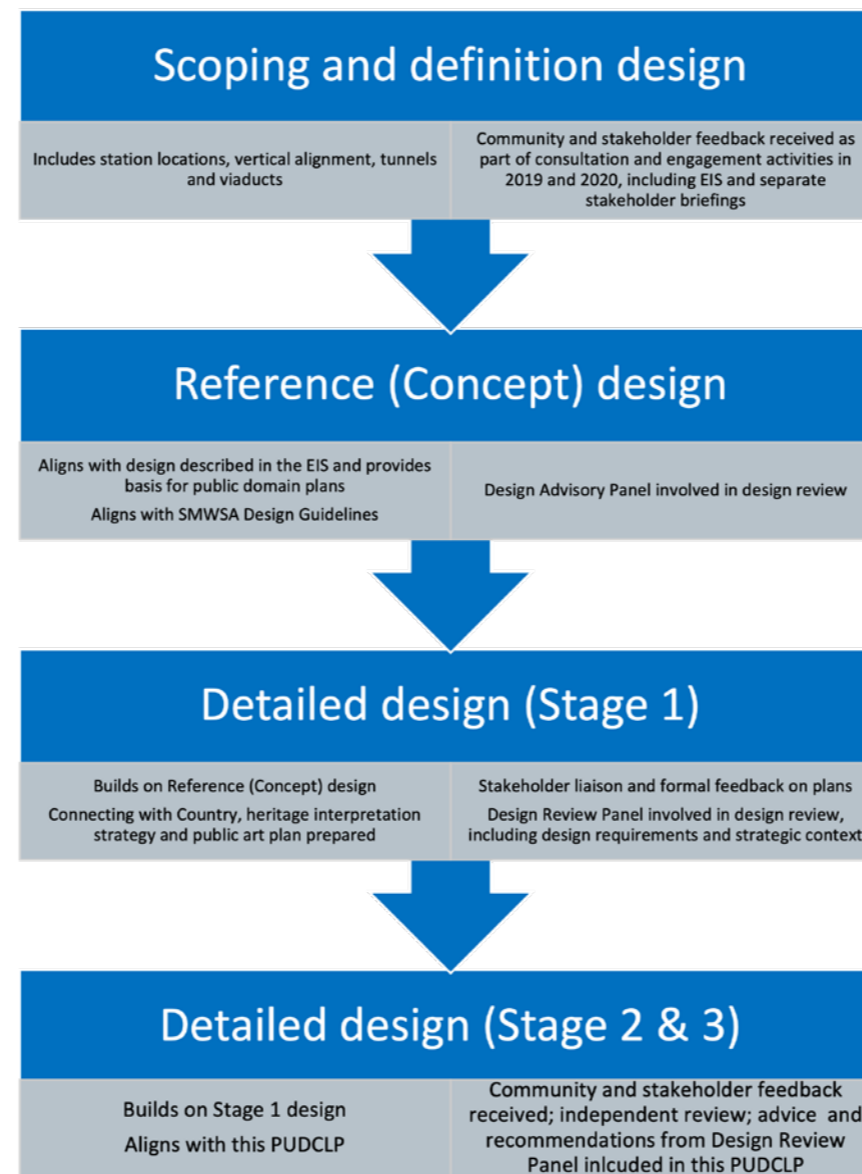 Scoping and definition design
Includes station locations, vertical alignment, tunnels
and viaducts
Community and stakeholder feedback received as
part of consultation and engagement activities in
2019 and 2020, including EIS and separate
stakeholder briefings
Reference (Concept) design
Aligns with design described in the EIS and provides
basis for public domain plans
Aligns with SMWSA Design Guidelines
Design Advisory Panel involved in design review
Detailed design (Stage 1)
Builds on Reference (Concept) design
Connecting with Country, heritage interpretation
strategy and public art plan prepared
Stakeholder liaison and formal feedback on plans
Design Review Panel involved in design review,
including design requirements and strategic context
Detailed design (Stage 2 & 3)
Builds on Stage 1 design
Aligns with this PUDCLP
Community and stakeholder feedback
received; independent review; advice and
recommendations from Design Review
Panel inlcuded in this PUDCLP